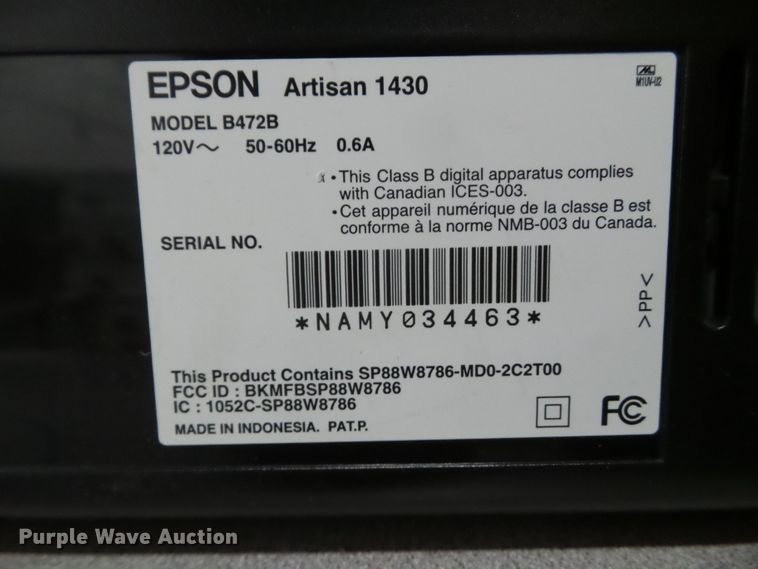 EPSON Artisan 1430
MODEL B472B
120V～ 50-60Hz 0.6A
•This Class B digital apparatus complies
with Canadian ICES-003.
•Cet appareil numérique de la classe B est
conforme à la norme NMB-003 du Canada.
SERIAL NO.
*NAMY034463*
>PP<
This Product Contains SP88W8786-MD0-2C2T00
FCC ID : BKMFBSP88W8786
IC : 1052C-SP88W8786
MADE IN INDONESIA. PAT.P.
FC
Purple Wave Auction